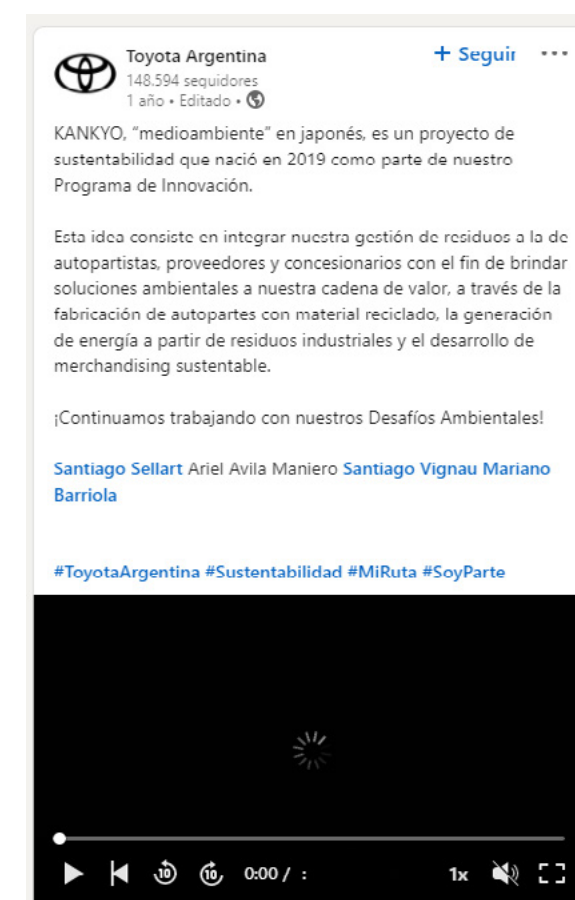 Toyota Argentina
+ Seguir ···
148.594 seguidores
1 año • Editado •
KANKYO, “medioambiente” en japonés, es un proyecto de
sustentabilidad que nació en 2019 como parte de nuestro
Programa de Innovación.
Esta idea consiste en integrar nuestra gestión de residuos a la de
autopartistas, proveedores y concesionarios con el fin de brindar
soluciones ambientales a nuestra cadena de valor, a través de la
fabricación de autopartes con material reciclado, la generación
de energía a partir de residuos industriales y el desarrollo de
merchandising sustentable.
¡Continuamos trabajando con nuestros Desafíos Ambientales!
Santiago Sellart Ariel Avila Maniero Santiago Vignau Mariano
Barriola
#ToyotaArgentina #Sustentabilidad #MiRuta #SoyParte
10 10 0:00 / : 1x